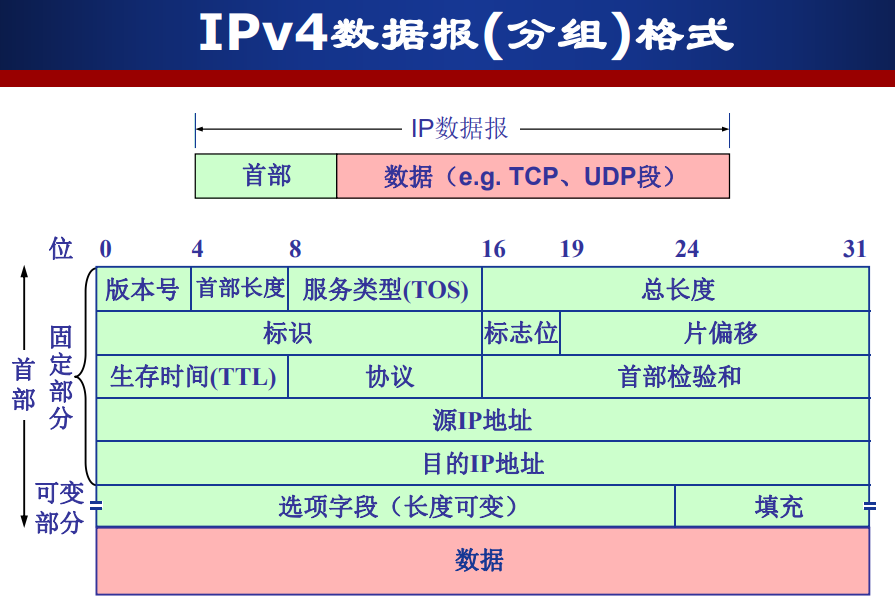 IPv4数据报(分组)格式
IP数据报
首部 数据（e.g. TCP、UDP段）
位 0 4 8 16 19 24 31
版本号 首部长度 服务类型(TOS) 总长度
标识 标志位 片偏移
生存时间(TTL) 协议 首部检验和
源IP地址
目的IP地址
选项字段（长度可变） 填充
数据
首部
固定部分
可变
部分